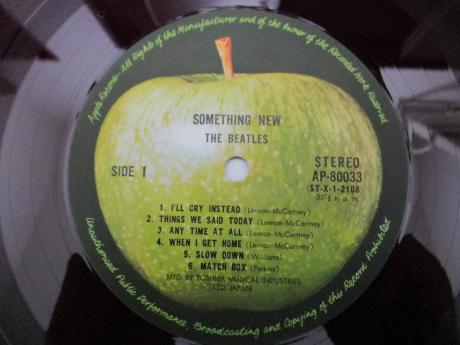 Apple Records · All Rights of the Manufacturer and of the Owner of the Recorded Work Reserved
SOMETHING NEW
THE BEATLES
SIDE 1
STEREO
AP-80033
(ST-X-1-2108
33⅓ r. p. m.
1. I'LL CRY INSTEAD (Lennon-McCartney)
2. THINGS WE SAID TODAY (Lennon-McCartney)
3. ANY TIME AT ALL (Lennon-McCartney)
4. WHEN I GET HOME (Lennon-McCartney)
5. SLOW DOWN (Williams)
6. MATCH BOX (Perkins)
MFD. BY TOSHIBA MUSICAL INDUSTRIES
LTD. JAPAN
Unauthorised Public Performance, Broadcasting and Copying of this Record Prohibited